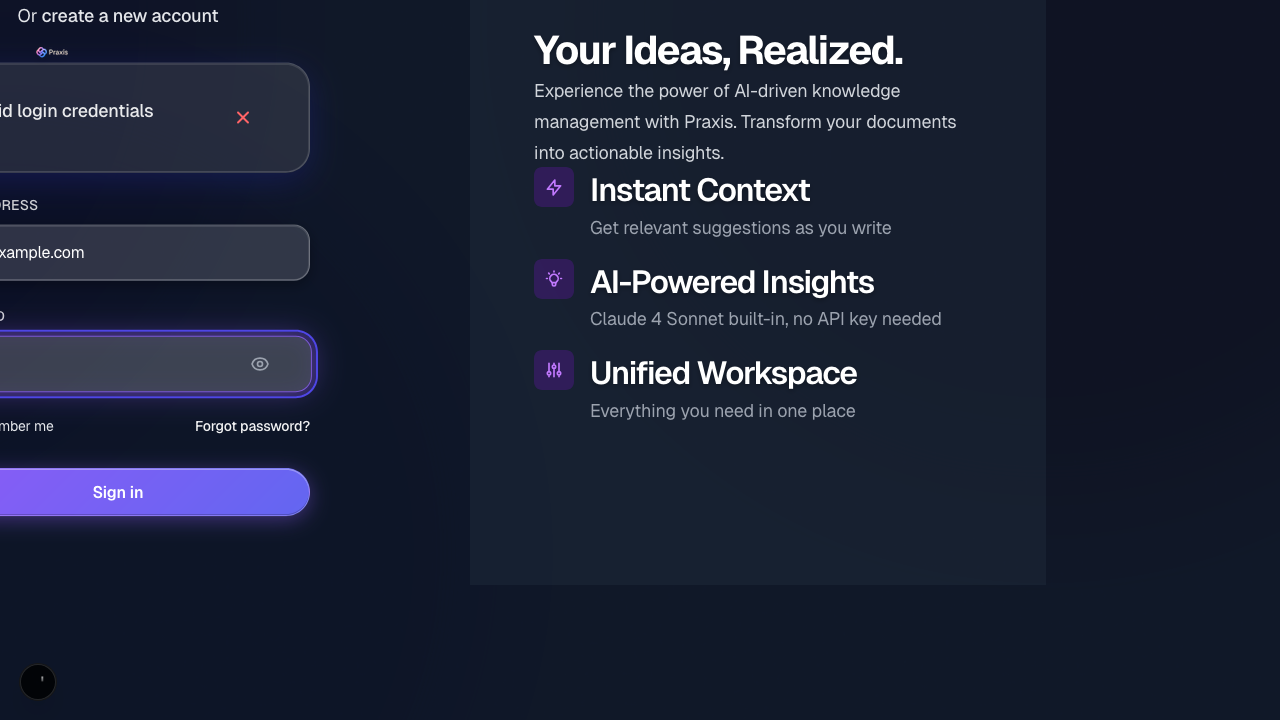 Or create a new account
Praxis
id login credentials
DRESS
xample.com
D
mber me
Forgot password?
Sign in
Your Ideas, Realized.
Experience the power of AI-driven knowledge
management with Praxis. Transform your documents
into actionable insights.
Instant Context
Get relevant suggestions as you write
AI-Powered Insights
Claude 4 Sonnet built-in, no API key needed
Unified Workspace
Everything you need in one place